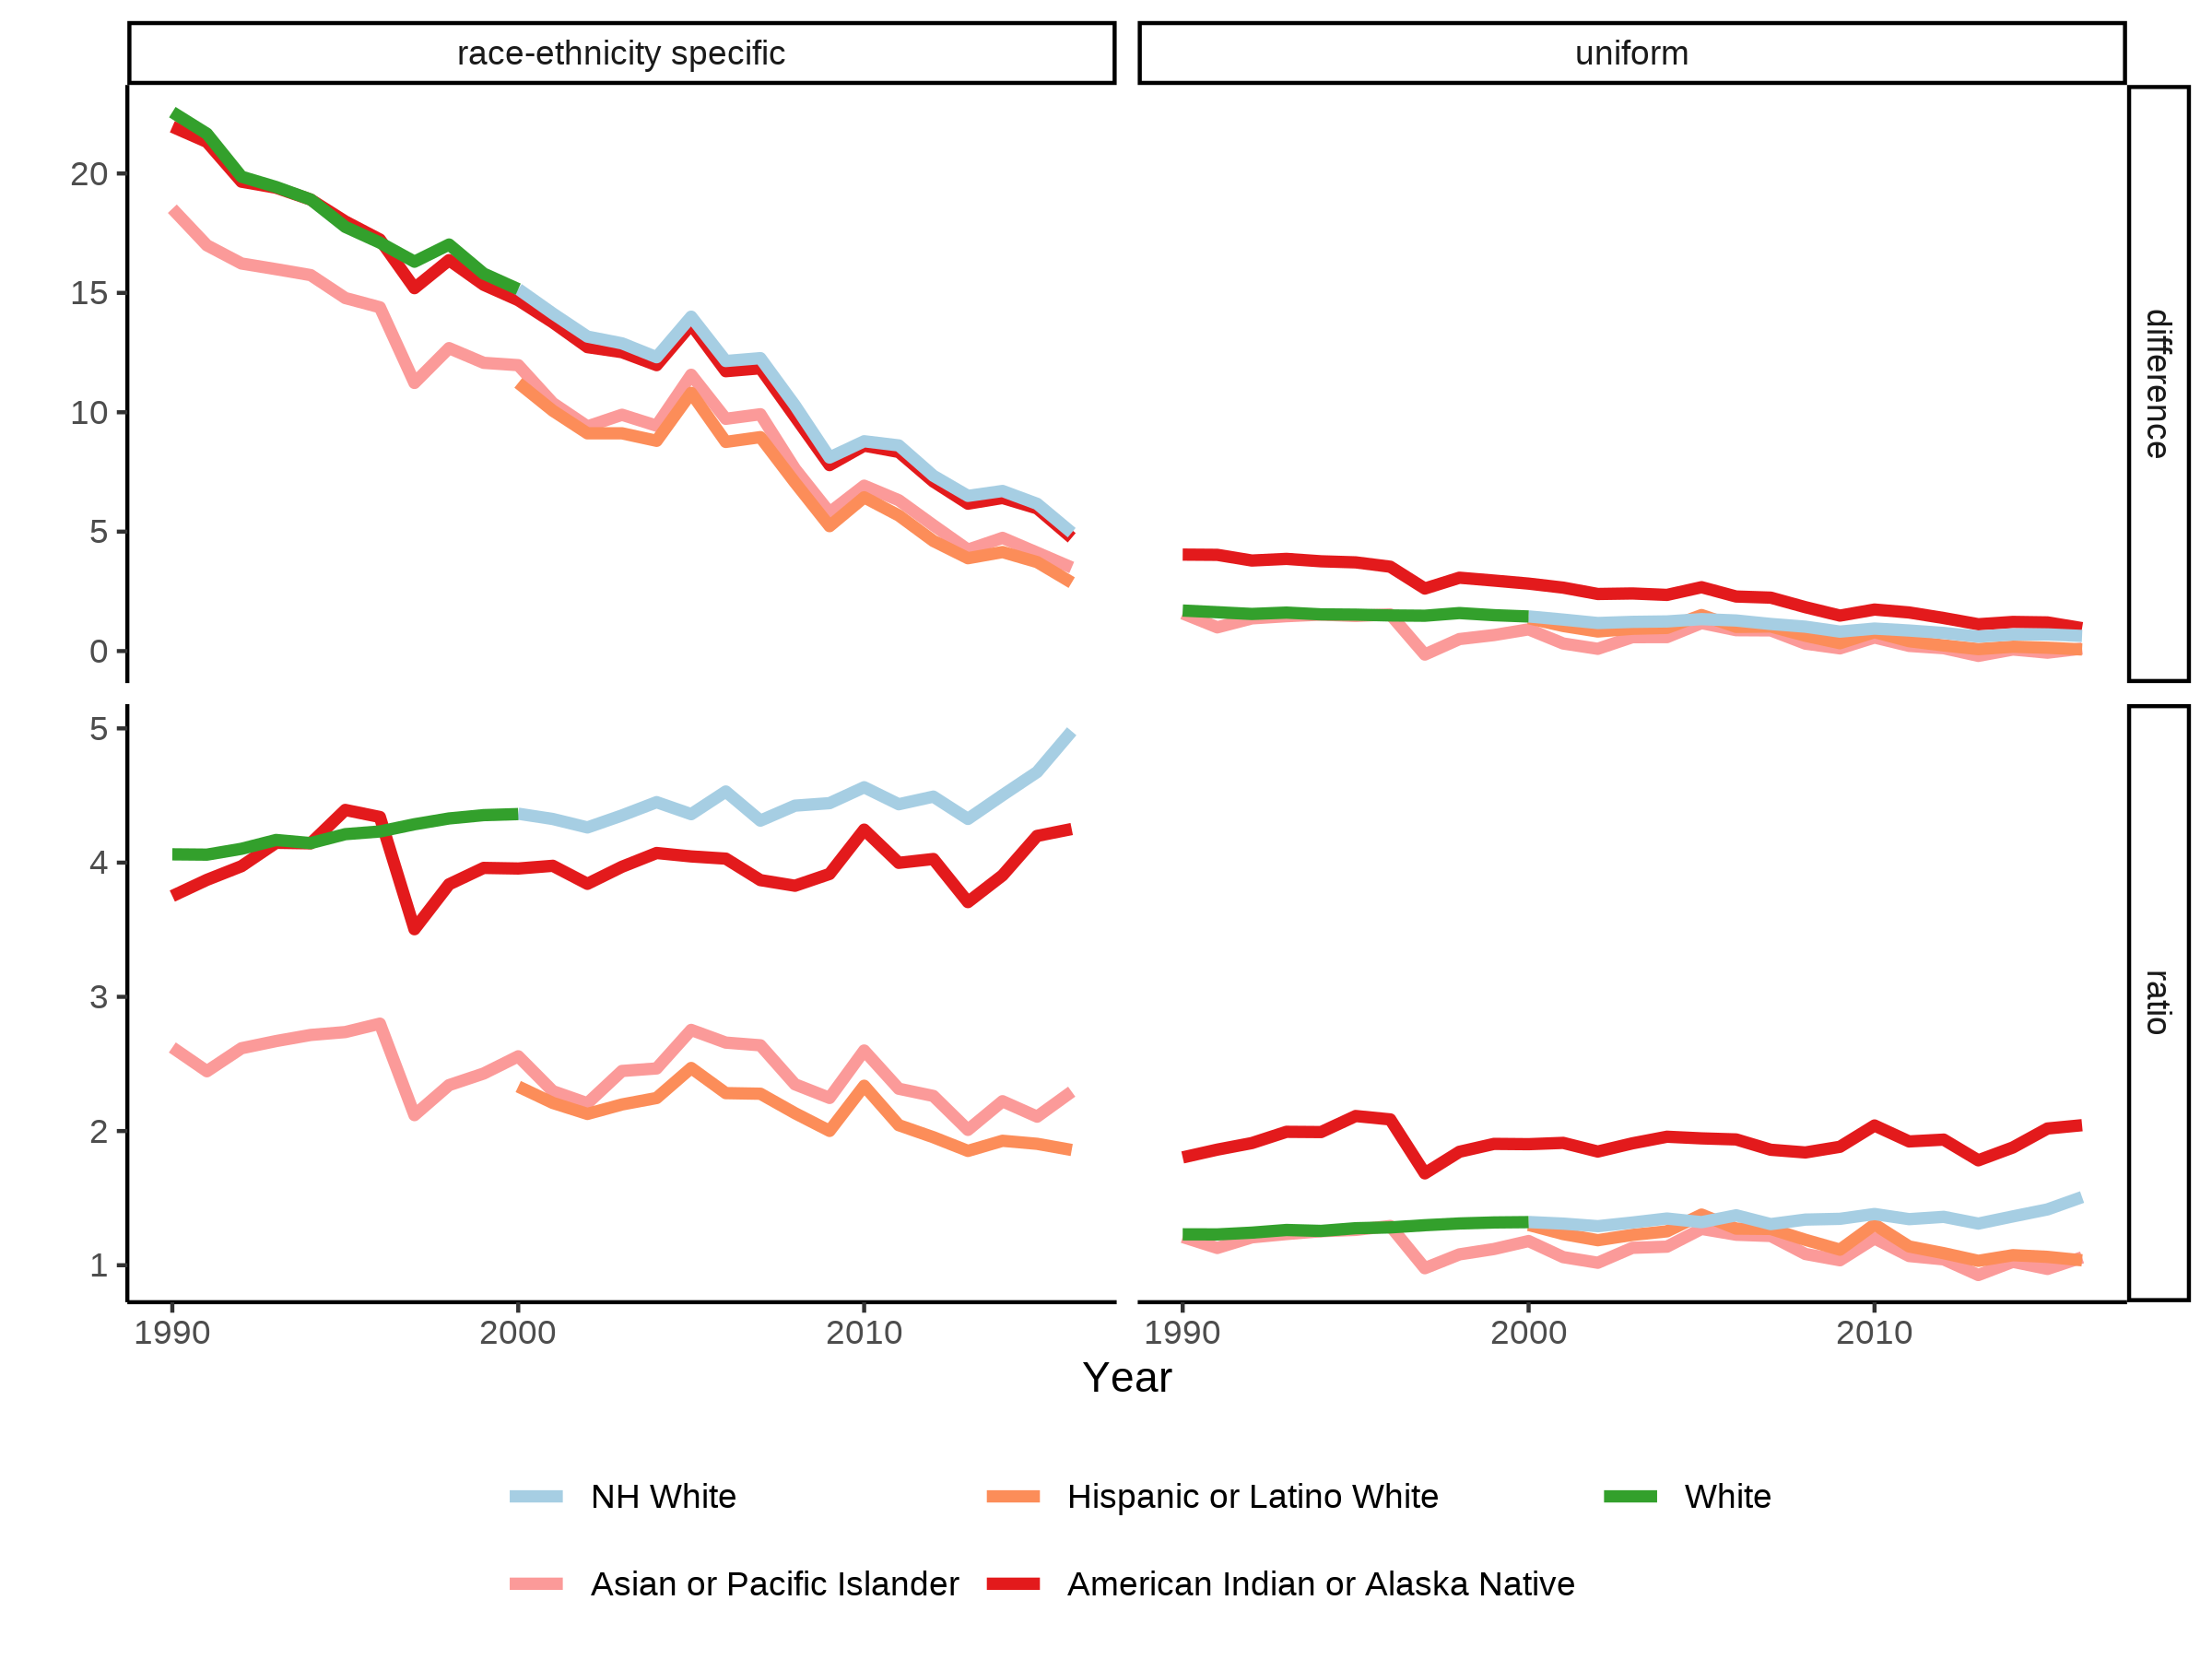 race-ethnicity specific
uniform
20
15
10
5
0
difference
5
4
3
2
1
ratio
1990 2000 2010 1990 2000 2010
Year
NH White Hispanic or Latino White White
Asian or Pacific Islander American Indian or Alaska Native